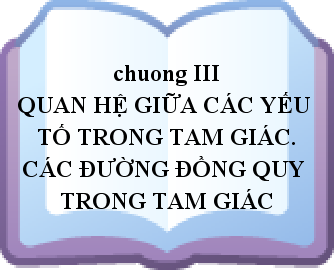 chuong III
QUAN HỆ GIỮA CÁC YẾU
TỐ TRONG TAM GIÁC.
CÁC ĐƯỜNG ĐỒNG QUY
TRONG TAM GIÁC